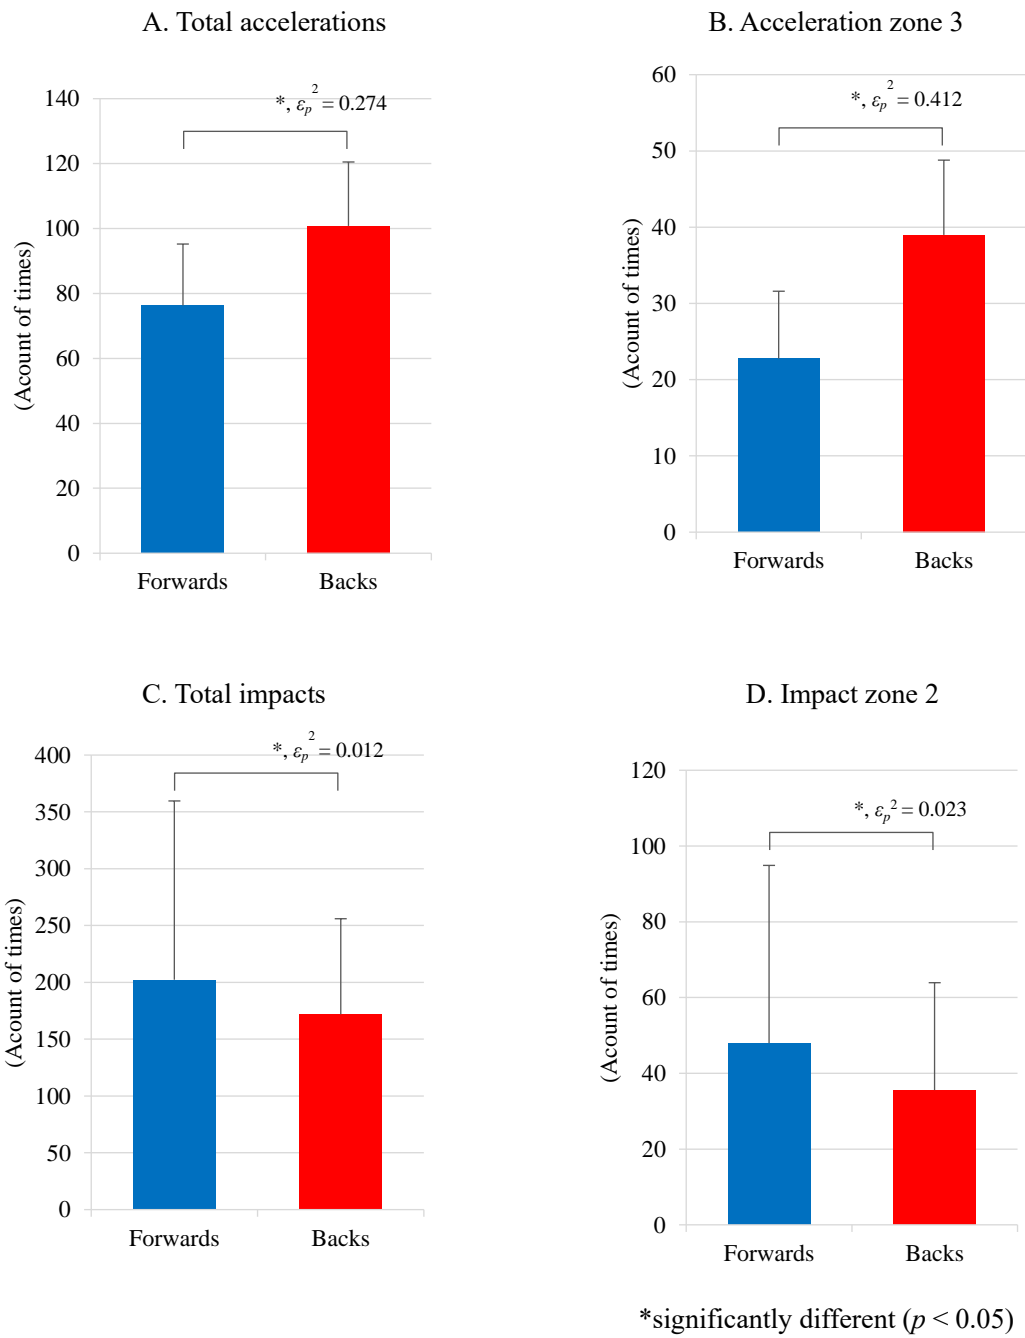 A. Total accelerations
*, εp² = 0.274
140
120
100
80
60
40
20
0
(Acount of times)
Forwards Backs
B. Acceleration zone 3
*, εp² = 0.412
60
50
40
30
20
10
0
(Acount of times)
Forwards Backs
C. Total impacts
*, εp² = 0.012
400
350
300
250
200
150
100
50
0
(Acount of times)
Forwards Backs
D. Impact zone 2
*, εp² = 0.023
120
100
80
60
40
20
0
(Acount of times)
Forwards Backs
*significantly different (p < 0.05)